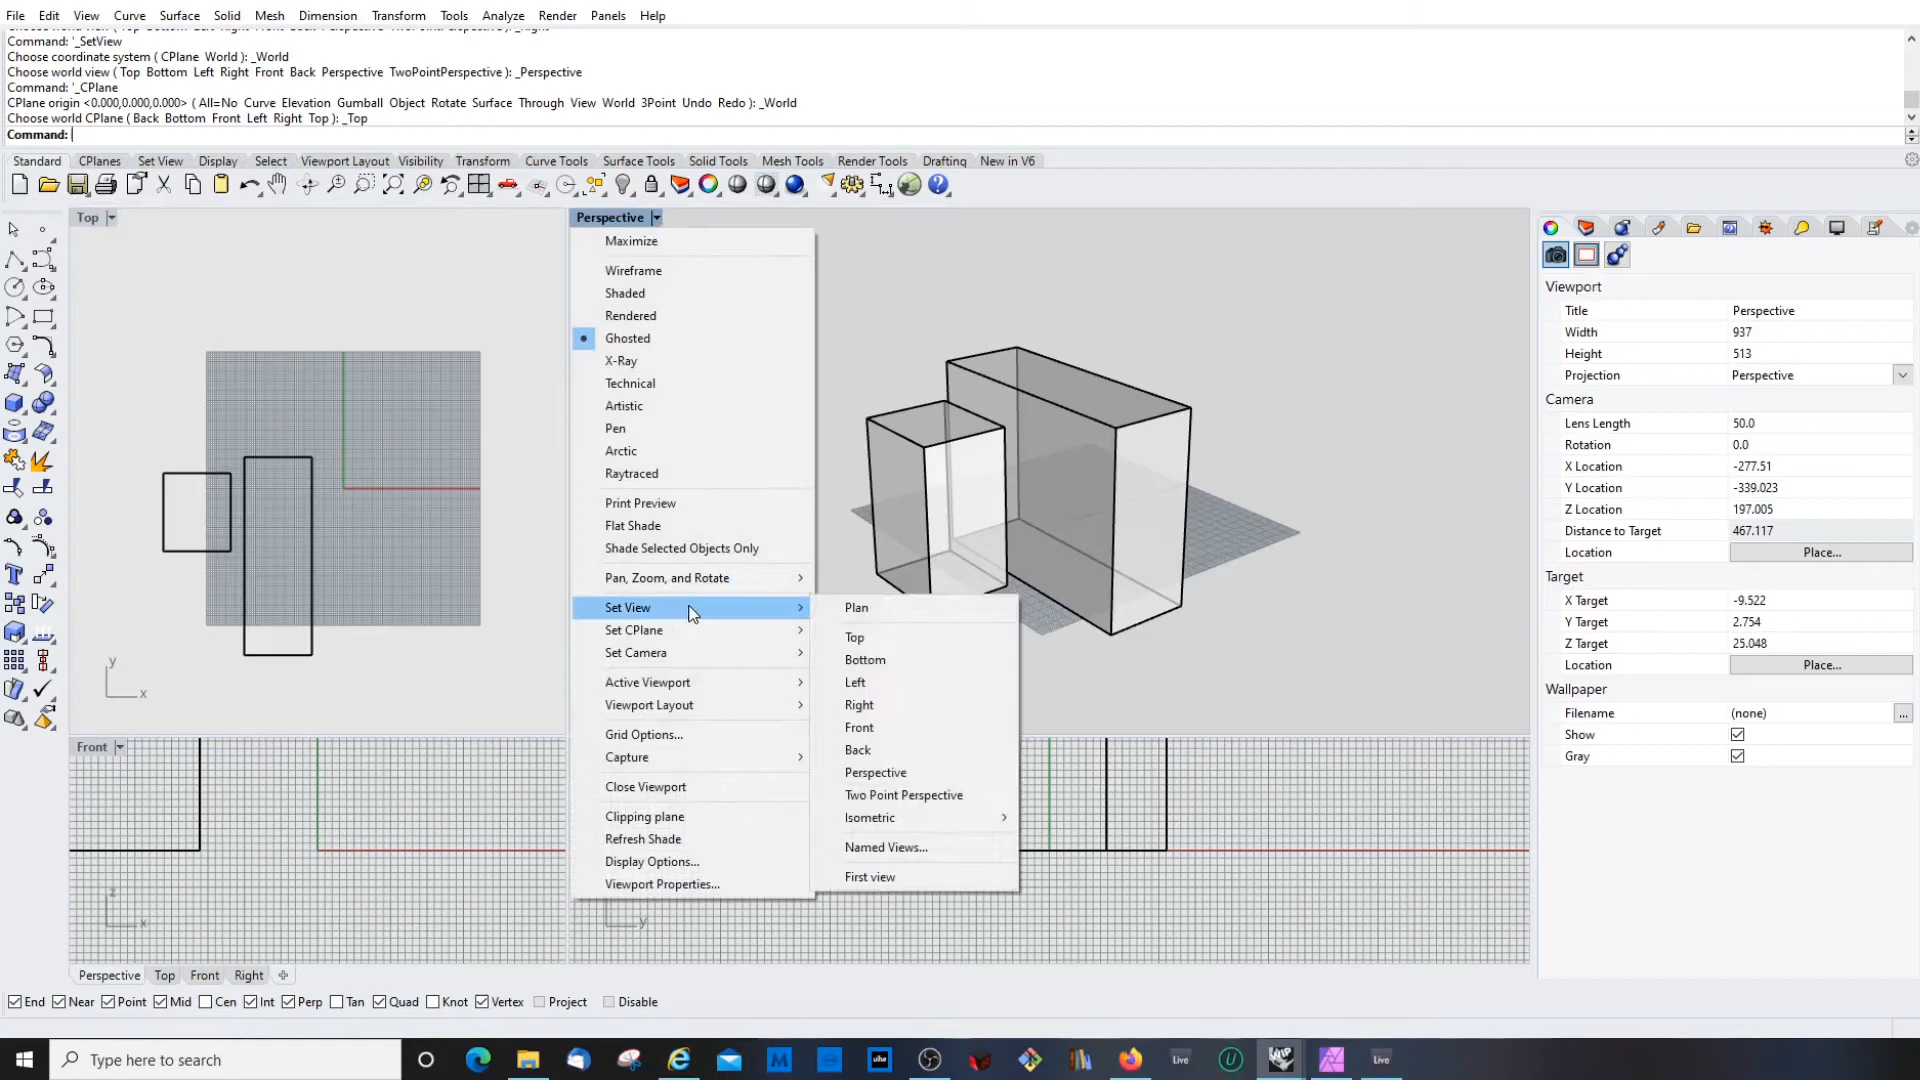 File Edit View Curve Surface Solid Mesh Dimension Transform Tools Analyze Render Panels Help
Command: '_SetView
Choose coordinate system ( CPlane World ): _World
Choose world view ( Top Bottom Left Right Front Back Perspective TwoPointPerspective ): _Perspective
Command: '_CPlane
CPlane origin <0.000,0.000,0.000> ( All=No Curve Elevation Gumball Object Rotate Surface Through View World 3Point Undo Redo ): _World
Choose world CPlane ( Back Bottom Front Left Right Top ): _Top
Command:
Standard CPlanes Set View Display Select Viewport Layout Visibility Transform Curve Tools Surface Tools Solid Tools Mesh Tools Render Tools Drafting New in V6
Top
Perspective
Maximize
Wireframe
Shaded
Rendered
Ghosted
X-Ray
Technical
Artistic
Pen
Arctic
Raytraced
Print Preview
Flat Shade
Shade Selected Objects Only
Pan, Zoom, and Rotate
Set View
Set CPlane
Set Camera
Active Viewport
Viewport Layout
Grid Options...
Capture
Close Viewport
Clipping plane
Refresh Shade
Display Options...
Viewport Properties...
Plan
Top
Bottom
Left
Right
Front
Back
Perspective
Two Point Perspective
Isometric
Named Views...
First view
Viewport
Title Perspective
Width 937
Height 513
Projection Perspective
Camera
Lens Length 50.0
Rotation 0.0
X Location -277.51
Y Location -339.023
Z Location 197.005
Distance to Target 467.117
Location Place...
Target
X Target -9.522
Y Target 2.754
Z Target 25.048
Location Place...
Wallpaper
Filename (none) ...
Show
Gray
y
x
Front
z
x
y
Perspective Top Front Right
End Near Point Mid Cen Int Perp Tan Quad Knot Vertex Project Disable
Type here to search
uhe
Live
WIP
Live